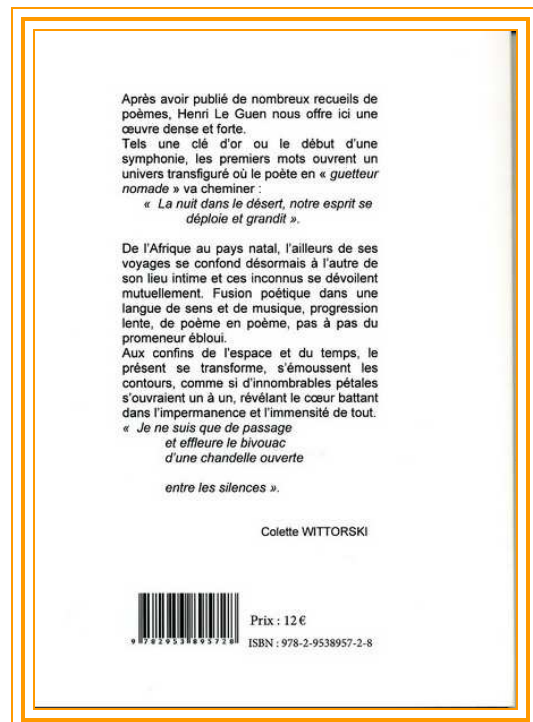 Après avoir publié de nombreux recueils de
poèmes, Henri Le Guen nous offre ici une
œuvre dense et forte.
Tels une clé d'or ou le début d'une
symphonie, les premiers mots ouvrent un
univers transfiguré où le poète en « guetteur
nomade » va cheminer :
« La nuit dans le désert, notre esprit se
déploie et grandit ».
De l'Afrique au pays natal, l'ailleurs de ses
voyages se confond désormais à l'autre de
son lieu intime et ces inconnus se dévoilent
mutuellement. Fusion poétique dans une
langue de sens et de musique, progression
lente, de poème en poème, pas à pas du
promeneur ébloui.
Aux confins de l'espace et du temps, le
présent se transforme, s'émoussent les
contours, comme si d'innombrables pétales
s'ouvraient un à un, révélant le cœur battant
dans l'impermanence et l'immensité de tout.
« Je ne suis que de passage
et effleure le bivouac
d'une chandelle ouverte
entre les silences ».
Colette WITTORSKI
Prix : 12 €
9 782953 895728
ISBN : 978-2-9538957-2-8